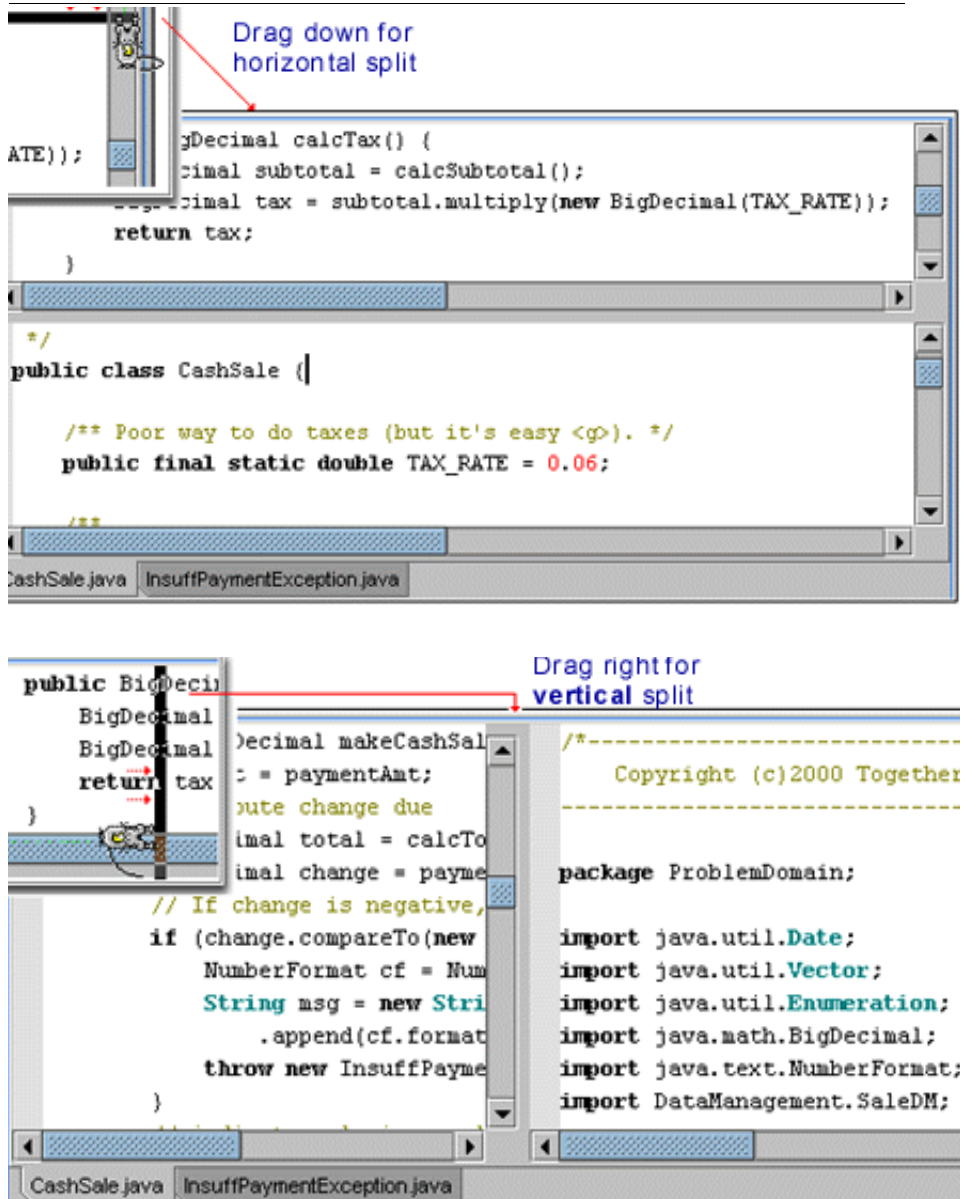 Drag down for
horizontal split
ATE));
gDecimal calcTax() {
cimal subtotal = calcSubtotal();
cimal tax = subtotal.multiply(new BigDecimal(TAX_RATE));
return tax;
}
*/
public class CashSale {
/** Poor way to do taxes (but it's easy <g>). */
public final static double TAX_RATE = 0.06;
/**
CashSale.java InsuffPaymentException.java
Drag right for
vertical split
public BigDecim
BigDecimal
BigDecimal
return tax
}
Decimal makeCashSal
t = paymentAmt;
oute change due
imal total = calcTo
imal change = payme
// If change is negative,
if (change.compareTo(new
NumberFormat cf = Num
String msg = new Stri
.append(cf.format
throw new InsuffPayme
}
/*-----------------------------
Copyright (c)2000 Together
------------------------------
package ProblemDomain;
import java.util.Date;
import java.util.Vector;
import java.util.Enumeration;
import java.math.BigDecimal;
import java.text.NumberFormat;
import DataManagement.SaleDM;
CashSale.java InsuffPaymentException.java